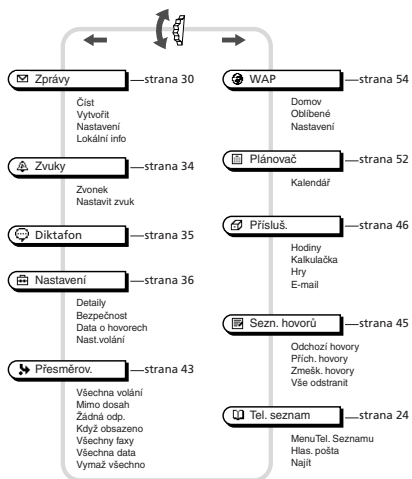 Zprávy strana 30
Číst
Vytvořit
Nastavení
Lokální info
Zvuky strana 34
Zvonek
Nastavit zvuk
Diktafon strana 35
Nastavení strana 36
Detaily
Bezpečnost
Data o hovorech
Nast.volání
Přesměrov. strana 43
Všechna volání
Mimo dosah
Žádná odp.
Když obsazeno
Všechny faxy
Všechna data
Vymaž všechno
WAP strana 54
Domov
Oblíbené
Nastavení
Plánovač strana 52
Kalendář
Přísluš. strana 46
Hodiny
Kalkulačka
Hry
E-mail
Sezn. hovorů strana 45
Odchozí hovory
Přích. hovory
Zmešk. hovory
Vše odstranit
Tel. seznam strana 24
MenuTel. Seznamu
Hlas. pošta
Najít